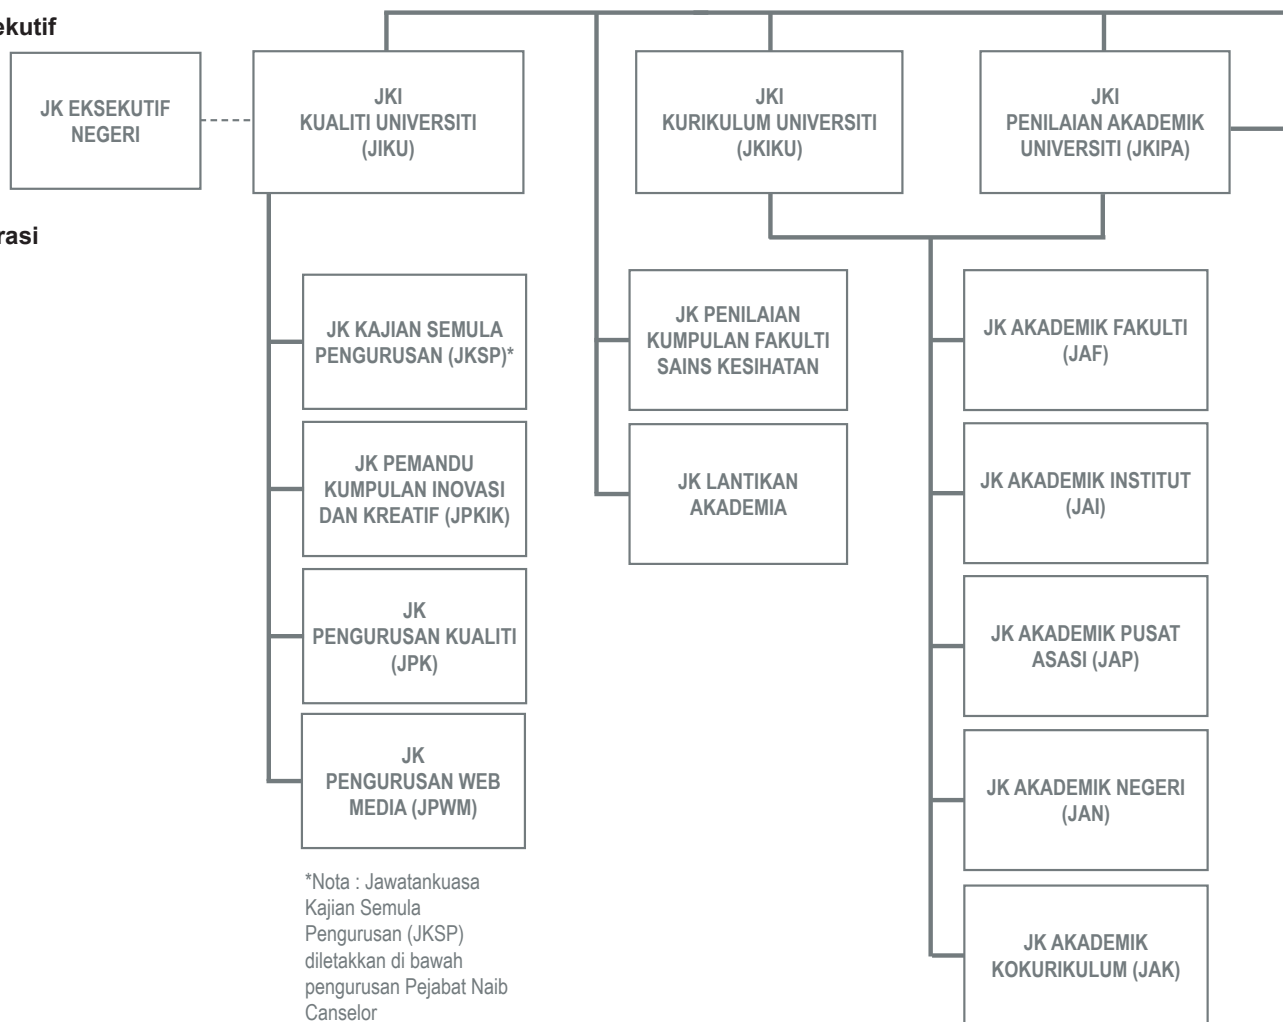 ekutif
JK EKSEKUTIF
NEGERI
JKI
KUALITI UNIVERSITI
(JIKU)
JKI
KURIKULUM UNIVERSITI
(JKIKU)
JKI
PENILAIAN AKADEMIK
UNIVERSITI (JKIPA)
rasi
JK KAJIAN SEMULA
PENGURUSAN (JKSP)*
JK PEMANDU
KUMPULAN INOVASI
DAN KREATIF (JPKIK)
JK
PENGURUSAN KUALITI
(JPK)
JK
PENGURUSAN WEB
MEDIA (JPWM)
*Nota : Jawatankuasa
Kajian Semula
Pengurusan (JKSP)
diletakkan di bawah
pengurusan Pejabat Naib
Canselor
JK PENILAIAN
KUMPULAN FAKULTI
SAINS KESIHATAN
JK LANTIKAN
AKADEMIA
JK AKADEMIK FAKULTI
(JAF)
JK AKADEMIK INSTITUT
(JAI)
JK AKADEMIK PUSAT
ASASI (JAP)
JK AKADEMIK NEGERI
(JAN)
JK AKADEMIK
KOKURIKULUM (JAK)